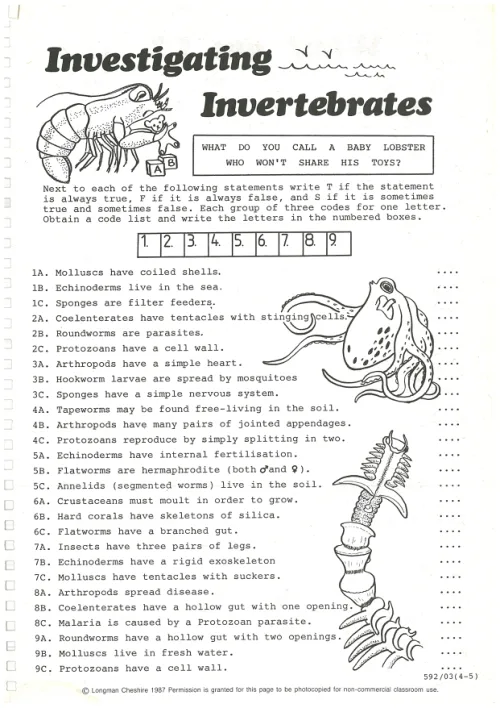 Investigating
Invertebrates
A B
WHAT DO YOU CALL A BABY LOBSTER
WHO WON'T SHARE HIS TOYS?
Next to each of the following statements write T if the statement
is always true, F if it is always false, and S if it is sometimes
true and sometimes false. Each group of three codes for one letter.
Obtain a code list and write the letters in the numbered boxes.
1. 2. 3. 4. 5. 6. 7. 8. 9.
1A. Molluscs have coiled shells. ....
1B. Echinoderms live in the sea. ....
1C. Sponges are filter feeders. ....
2A. Coelenterates have tentacles with stinging cells. ....
2B. Roundworms are parasites. ....
2C. Protozoans have a cell wall. ....
3A. Arthropods have a simple heart. ....
3B. Hookworm larvae are spread by mosquitoes ....
3C. Sponges have a simple nervous system. ....
4A. Tapeworms may be found free-living in the soil. ....
4B. Arthropods have many pairs of jointed appendages. ....
4C. Protozoans reproduce by simply splitting in two. ....
5A. Echinoderms have internal fertilisation. ....
5B. Flatworms are hermaphrodite (both ♂and ♀). ....
5C. Annelids (segmented worms) live in the soil. ....
6A. Crustaceans must moult in order to grow. ....
6B. Hard corals have skeletons of silica. ....
6C. Flatworms have a branched gut. ....
7A. Insects have three pairs of legs. ....
7B. Echinoderms have a rigid exoskeleton ....
7C. Molluscs have tentacles with suckers. ....
8A. Arthropods spread disease. ....
8B. Coelenterates have a hollow gut with one opening. ....
8C. Malaria is caused by a Protozoan parasite. ....
9A. Roundworms have a hollow gut with two openings. ....
9B. Molluscs live in fresh water. ....
9C. Protozoans have a cell wall. ....
592/03(4-5)
© Longman Cheshire 1987 Permission is granted for this page to be photocopied for non-commercial classroom use.